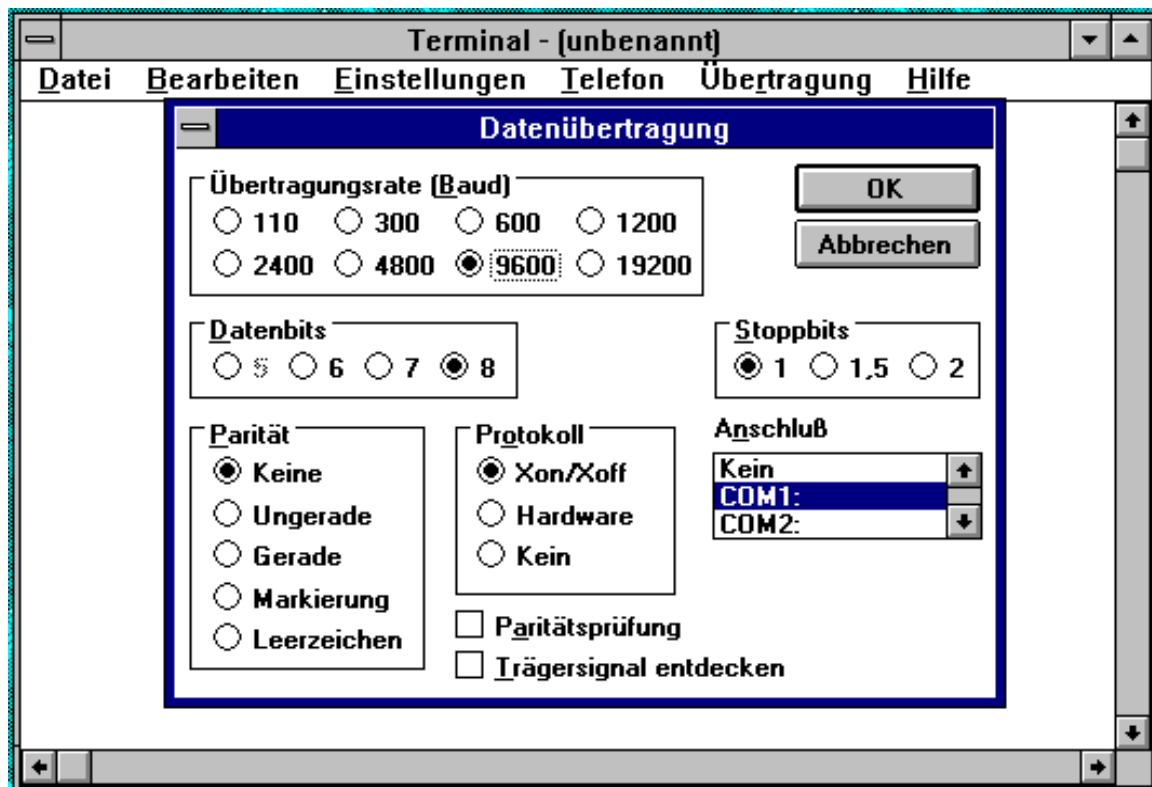 Terminal - (unbenannt)
Datei Bearbeiten Einstellungen Telefon Übertragung Hilfe
Datenübertragung
Übertragungsrate (Baud)
110 300 600 1200
2400 4800 9600 19200
OK
Abbrechen
Datenbits
5 6 7 8
Stoppbits
1 1,5 2
Parität
Keine
Ungerade
Gerade
Markierung
Leerzeichen
Protokoll
Xon/Xoff
Hardware
Kein
Anschluß
Kein
COM1:
COM2:
Paritätsprüfung
Trägersignal entdecken